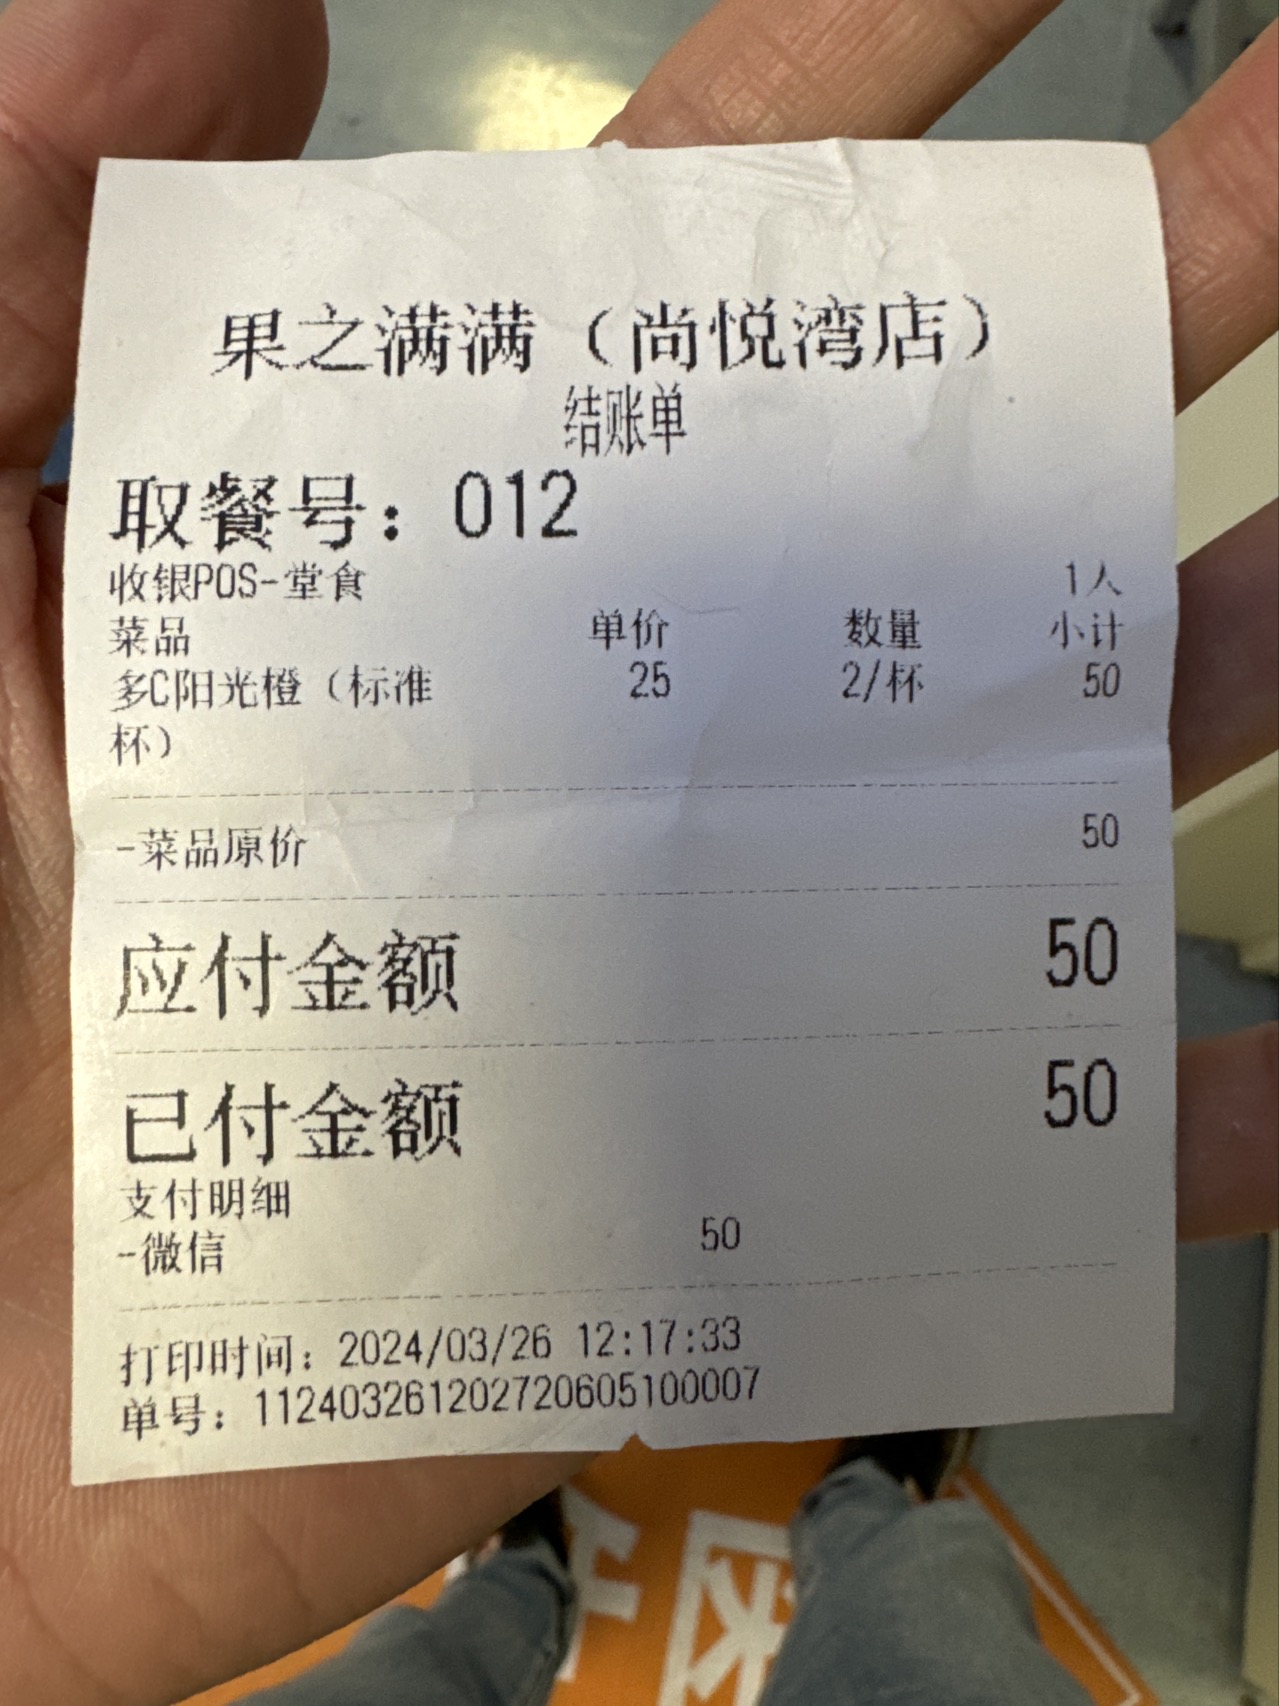 果之满满（尚悦湾店）
结账单
取餐号：012
收银POS-堂食 1人
菜品 单价 数量 小计
多C阳光橙（标准 25 2/杯 50
杯）
-菜品原价 50
应付金额 50
已付金额 50
支付明细
-微信 50
打印时间：2024/03/26 12:17:33
单号：112403261202720605100007